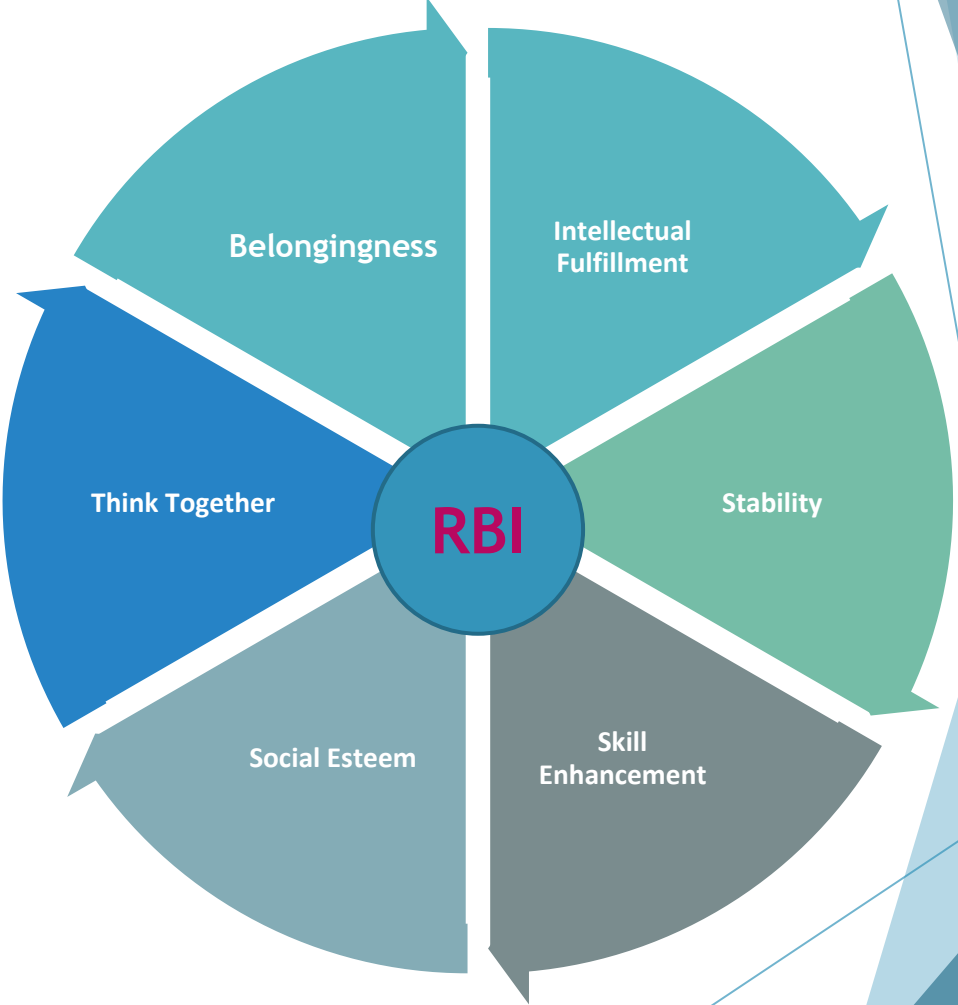 Belongingness
Intellectual
Fulfillment
Think Together
RBI
Stability
Social Esteem
Skill
Enhancement